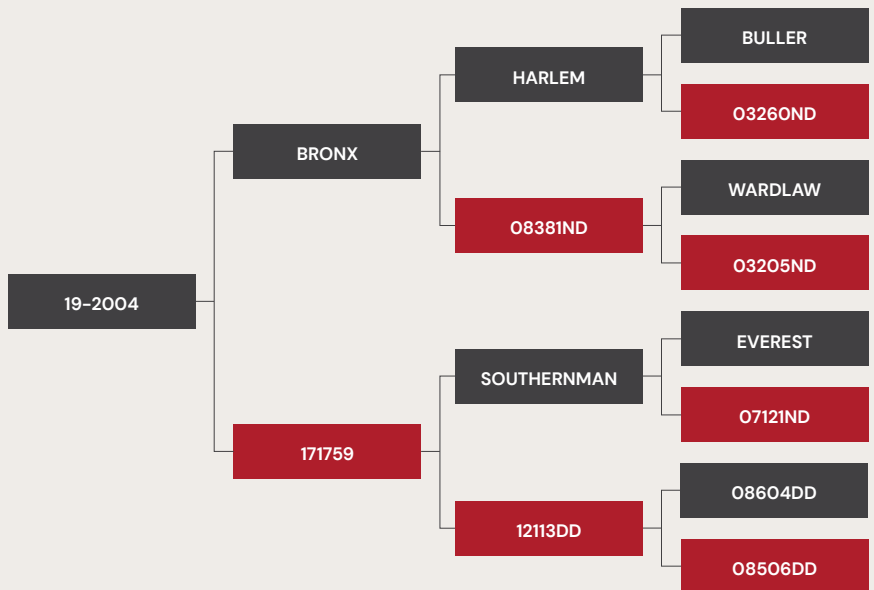 BULLER
HARLEM
03260ND
BRONX
WARDLAW
08381ND
03205ND
19-2004
EVEREST
SOUTHERNMAN
07121ND
171759
08604DD
12113DD
08506DD